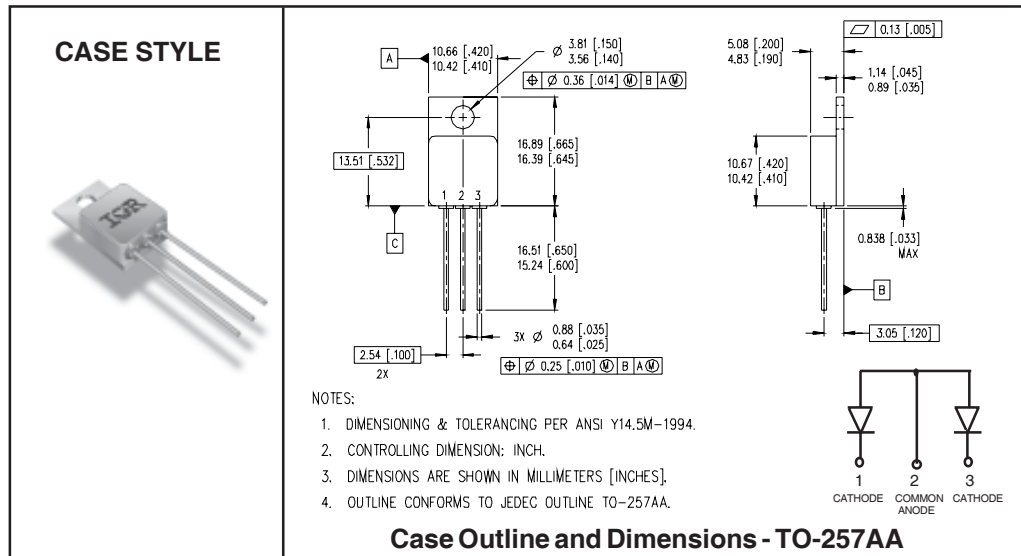 CASE STYLE
IOR
A
10.66 [.420]
10.42 [.410]
Ø 3.81 [.150]
3.56 [.140]
⌖ Ø 0.36 [.014] Ⓜ B A Ⓜ
13.51 [.532]
16.89 [.665]
16.39 [.645]
1 2 3
C
16.51 [.650]
15.24 [.600]
3X Ø 0.88 [.035]
0.64 [.025]
2.54 [.100]
2X
⌖ Ø 0.25 [.010] Ⓜ B A Ⓜ
⏥ 0.13 [.005]
5.08 [.200]
4.83 [.190]
1.14 [.045]
0.89 [.035]
10.67 [.420]
10.42 [.410]
0.838 [.033]
MAX
B
3.05 [.120]
NOTES:
1. DIMENSIONING & TOLERANCING PER ANSI Y14.5M-1994.
2. CONTROLLING DIMENSION: INCH.
3. DIMENSIONS ARE SHOWN IN MILLIMETERS [INCHES].
4. OUTLINE CONFORMS TO JEDEC OUTLINE TO-257AA.
1 2 3
CATHODE COMMON CATHODE
ANODE
Case Outline and Dimensions - TO-257AA